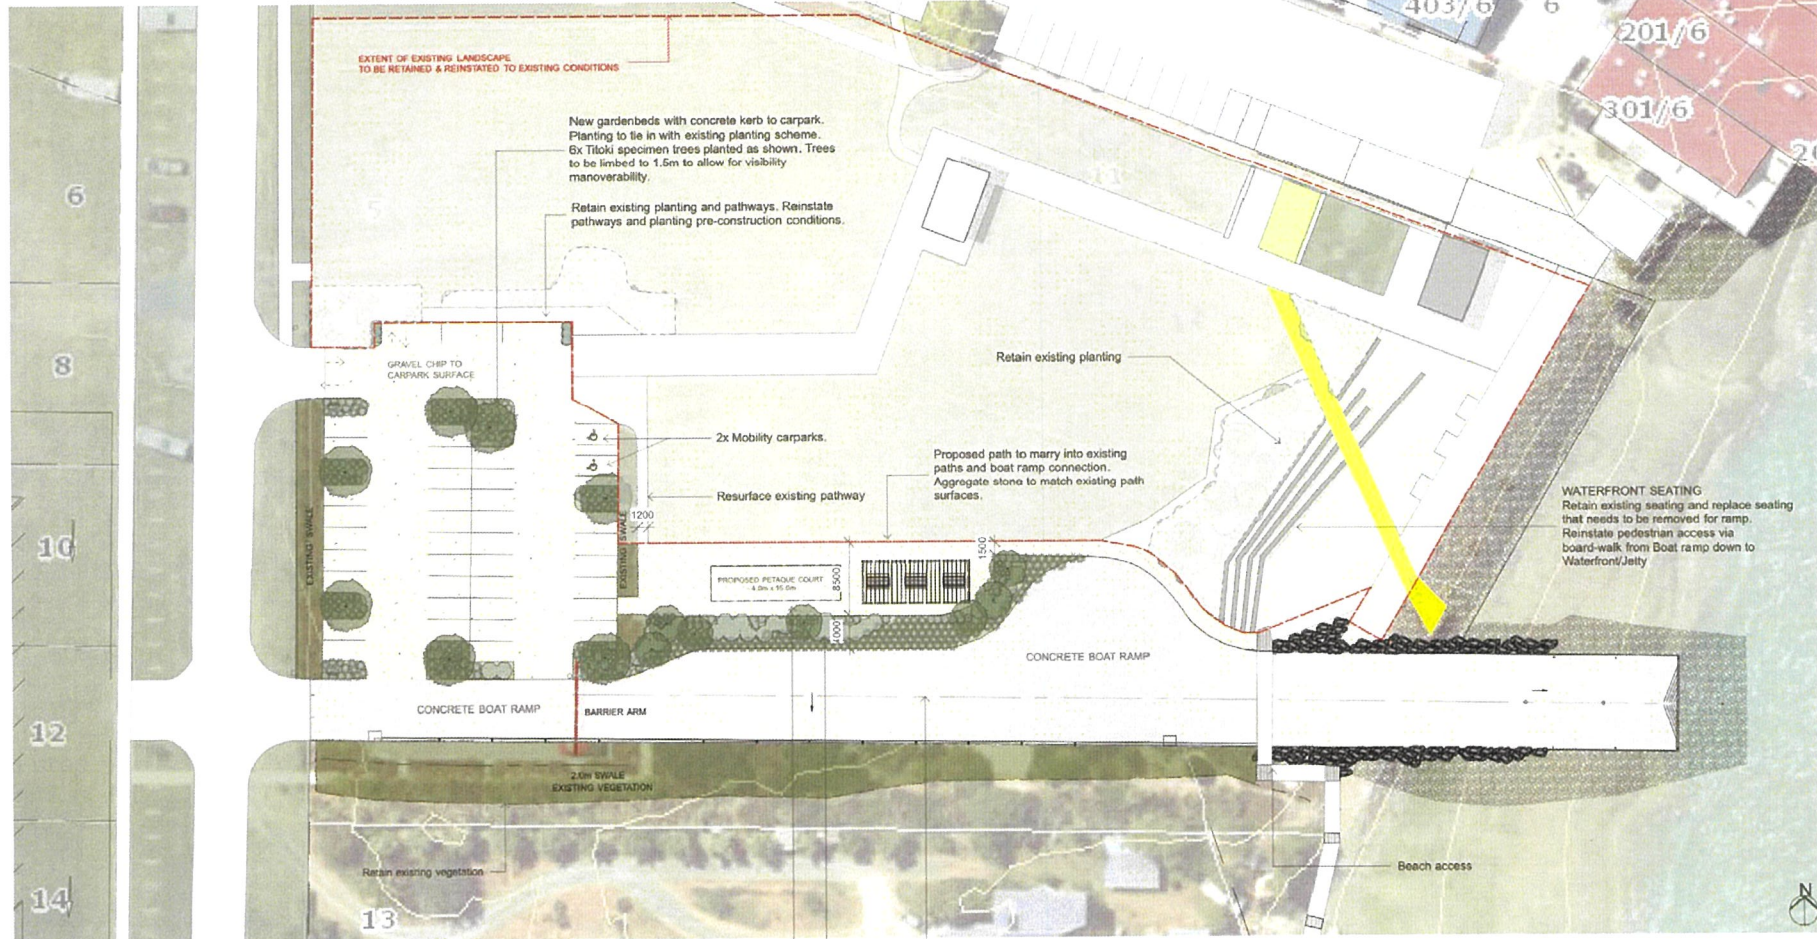 403/6
6
201/6
301/6
EXTENT OF EXISTING LANDSCAPE
TO BE RETAINED & REINSTATED TO EXISTING CONDITIONS
New gardenbeds with concrete kerb to carpark.
Planting to tie in with existing planting scheme.
6x Titoki specimen trees planted as shown. Trees
to be limbed to 1.5m to allow for visibility
manoverability.
Retain existing planting and pathways. Reinstate
pathways and planting pre-construction conditions.
6
5
11
8
GRAVEL CHIP TO
CARPARK SURFACE
Retain existing planting
2x Mobility carparks.
Proposed path to marry into existing
paths and boat ramp connection.
Aggregate stone to match existing path
surfaces.
Resurface existing pathway
1200
WATERFRONT SEATING
Retain existing seating and replace seating
that needs to be removed for ramp.
Reinstate pedestrian access via
board-walk from Boat ramp down to
Waterfront/Jetty
10
EXISTING SWALE
EXISTING SWALE
1500
PROPOSED PETAQUE COURT
8500
CONCRETE BOAT RAMP
CONCRETE BOAT RAMP
BARRIER ARM
12
2.0m SWALE
EXISTING VEGETATION
Retain existing vegetation
Beach access
14
13
N